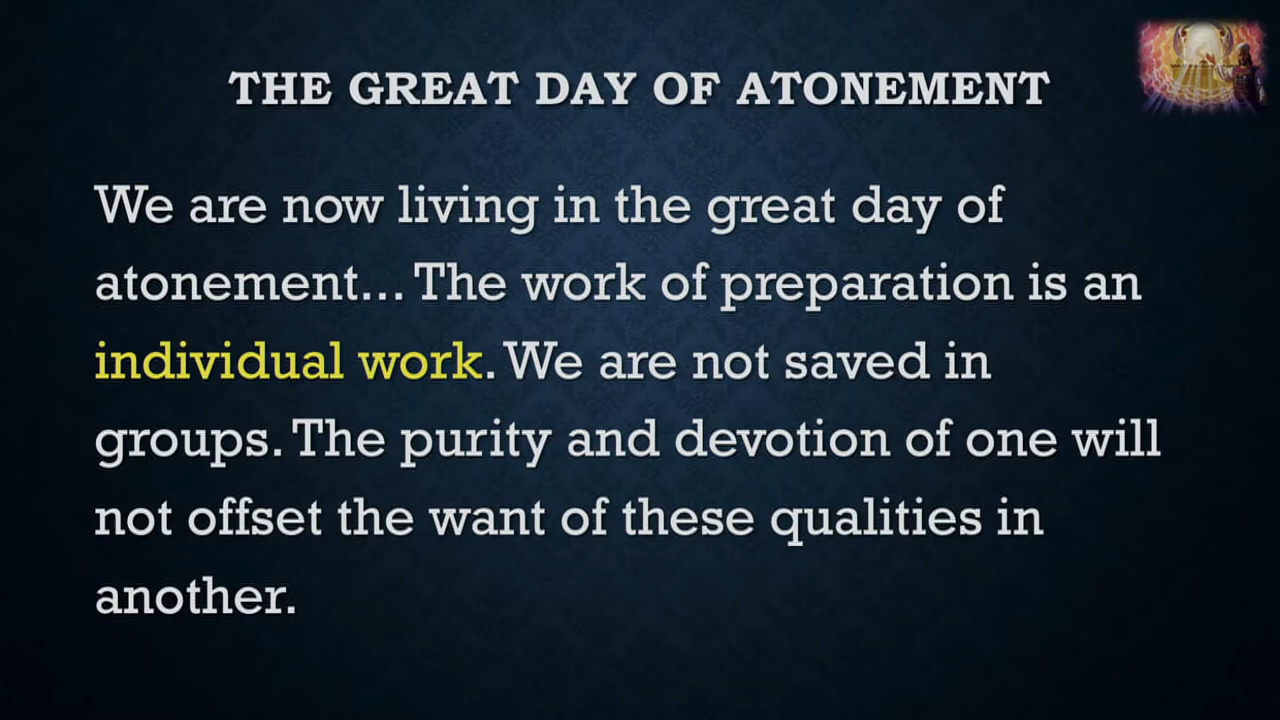 THE GREAT DAY OF ATONEMENT
We are now living in the great day of
atonement... The work of preparation is an
individual work. We are not saved in
groups. The purity and devotion of one will
not offset the want of these qualities in
another.